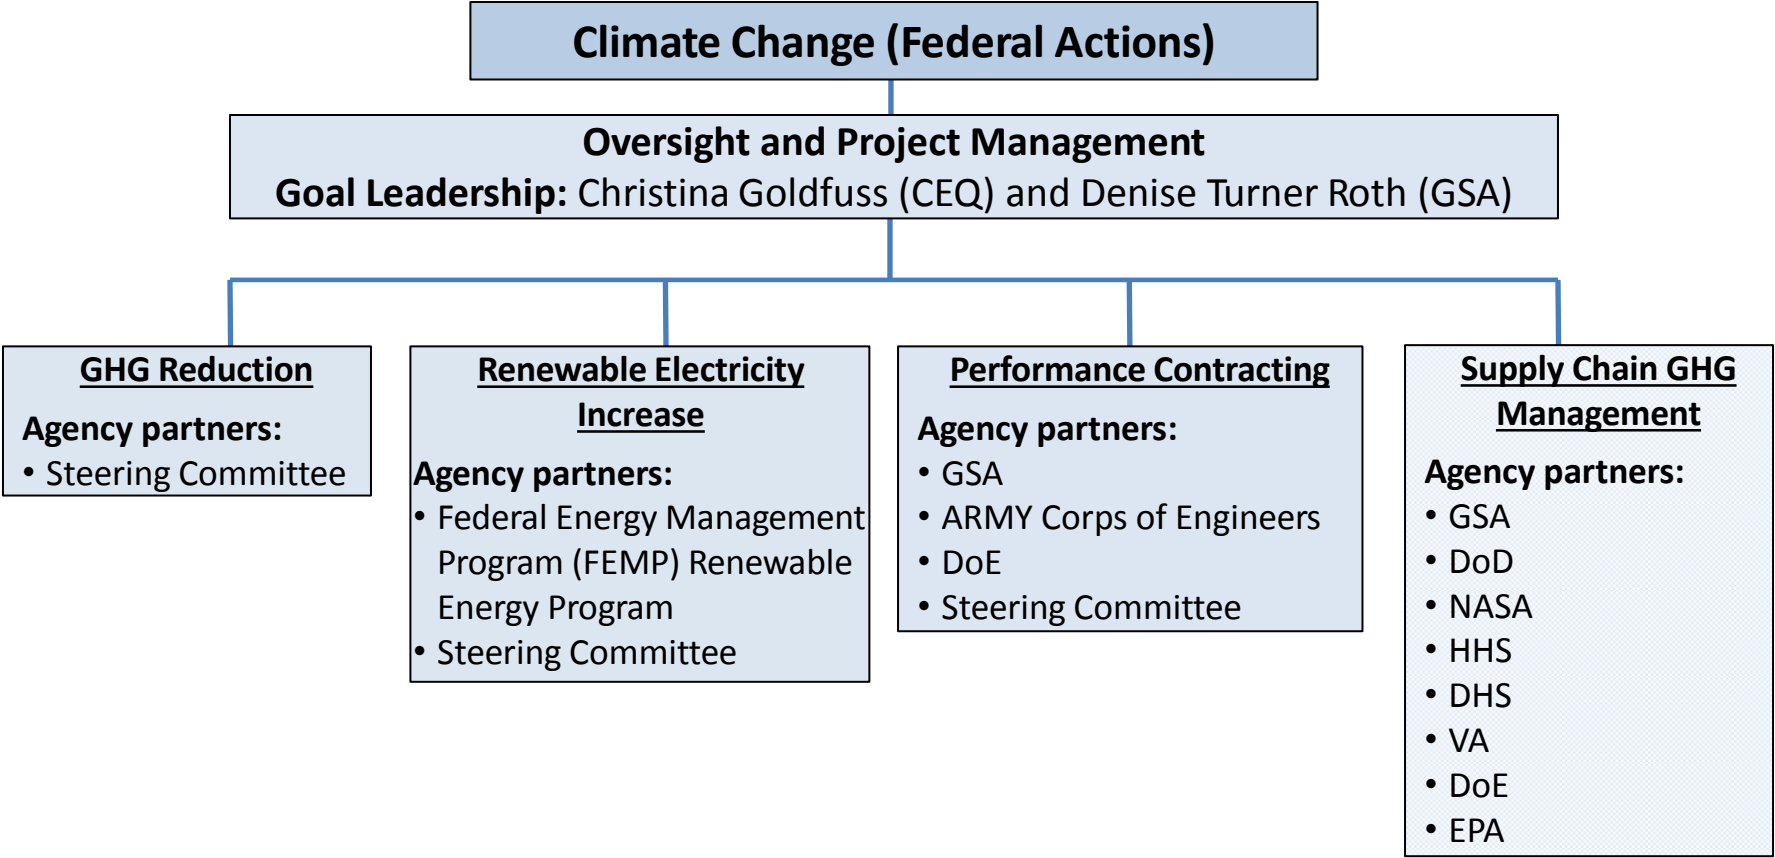 Climate Change (Federal Actions)
Oversight and Project Management
Goal Leadership: Christina Goldfuss (CEQ) and Denise Turner Roth (GSA)
GHG Reduction
Agency partners:
• Steering Committee
Renewable Electricity
Increase
Agency partners:
• Federal Energy Management
Program (FEMP) Renewable
Energy Program
• Steering Committee
Performance Contracting
Agency partners:
• GSA
• ARMY Corps of Engineers
• DoE
• Steering Committee
Supply Chain GHG
Management
Agency partners:
• GSA
• DoD
• NASA
• HHS
• DHS
• VA
• DoE
• EPA